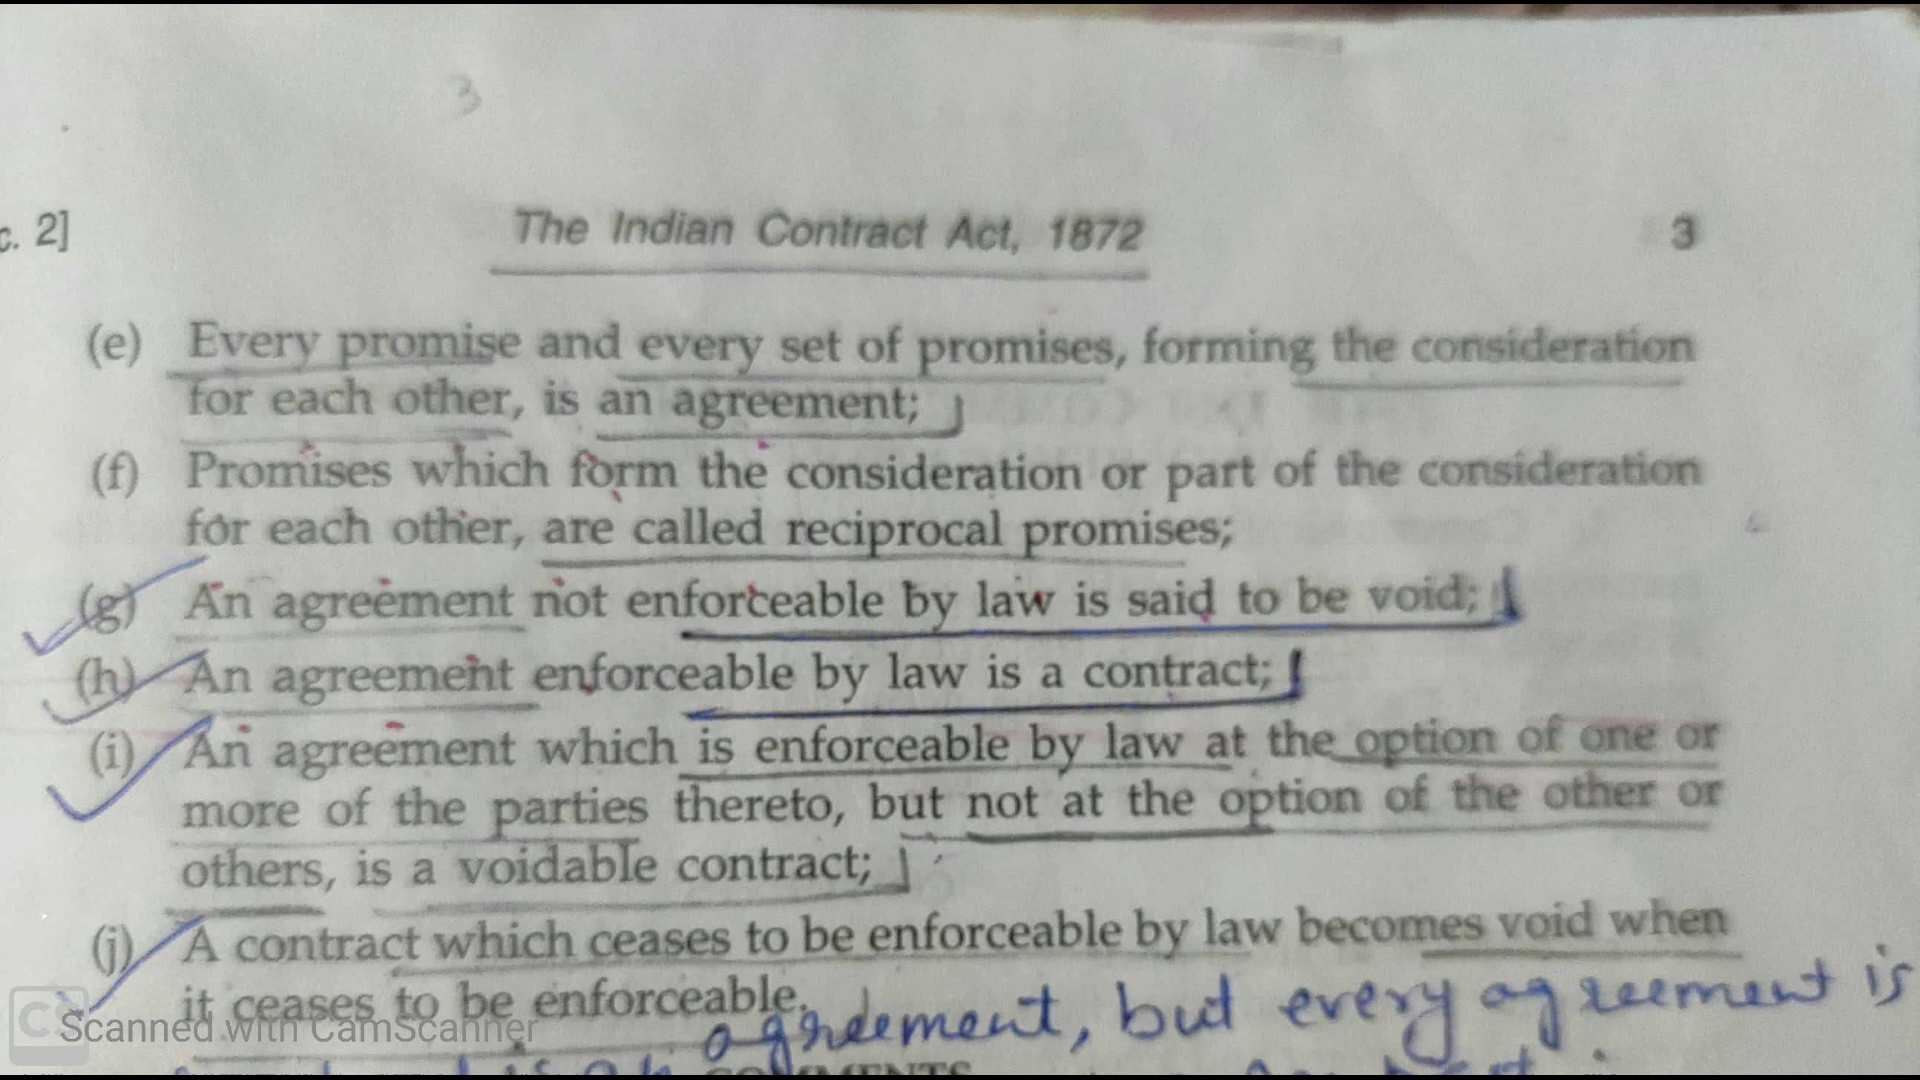 3
c. 2] The Indian Contract Act, 1872 3
(e) Every promise and every set of promises, forming the consideration
for each other, is an agreement;
(f) Promises which form the consideration or part of the consideration
for each other, are called reciprocal promises;
(g) An agreement not enforceable by law is said to be void;
(h) An agreement enforceable by law is a contract;
(i) An agreement which is enforceable by law at the option of one or
more of the parties thereto, but not at the option of the other or
others, is a voidable contract;
(j) A contract which ceases to be enforceable by law becomes void when
it ceases to be enforceable.
agreement, but every agreement is
Scanned with CamScanner